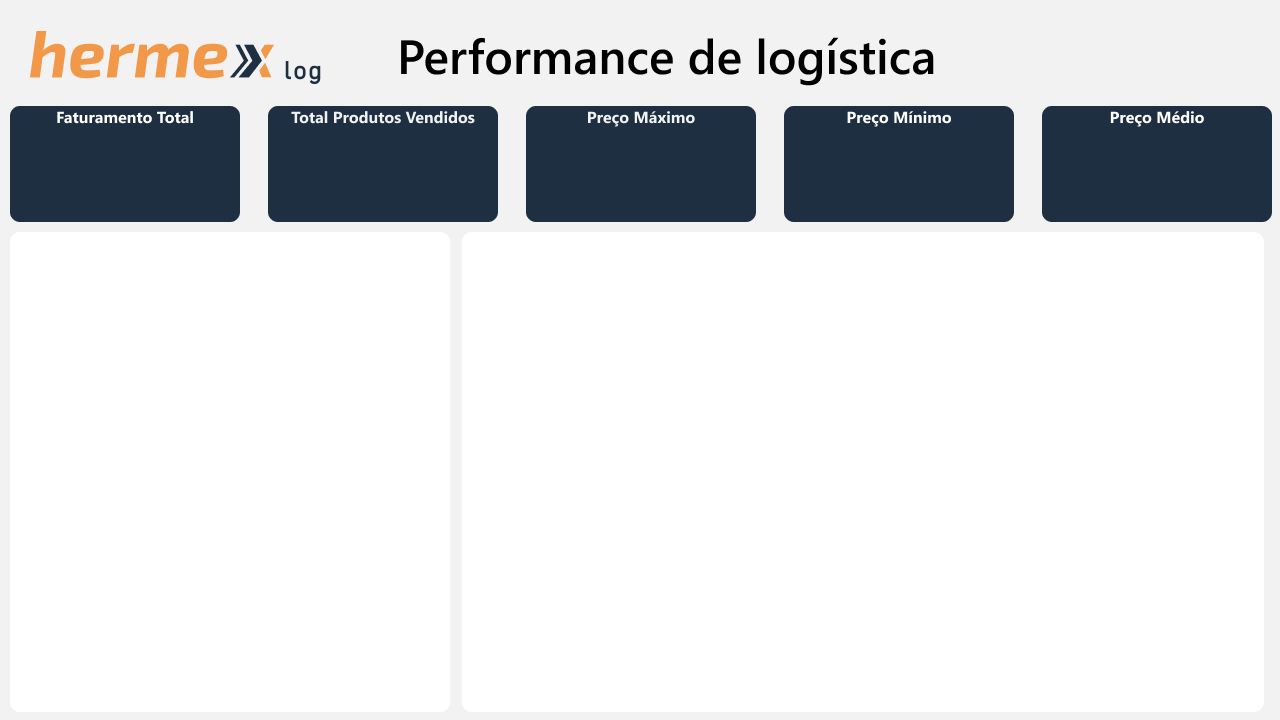 hermex log
Performance de logística
Faturamento Total
Total Produtos Vendidos
Preço Máximo
Preço Mínimo
Preço Médio